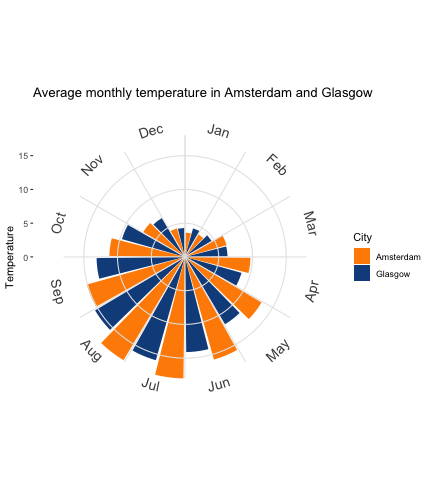 Average monthly temperature in Amsterdam and Glasgow
Dec
Jan
Nov
Feb
15
10
Oct
Mar
5
City
Amsterdam
Temperature
0
Glasgow
Sep
Apr
Aug
May
Jul
Jun